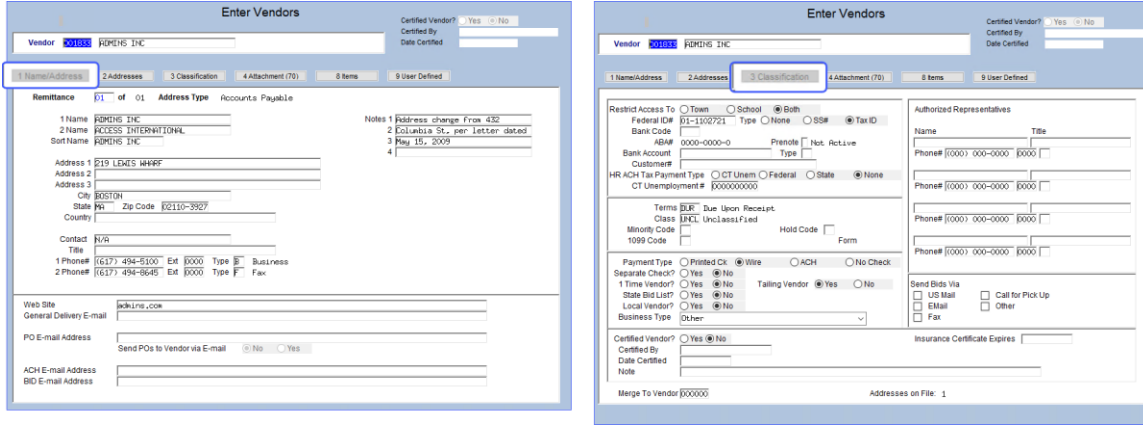 Enter Vendors
Certified Vendor? Yes No
Certified By
Date Certified
Vendor 001833 ADMINS INC
1 Name/Address 2 Addresses 3 Classification 4 Attachment (70) 8 Items 9 User Defined
Remittance 01 of 01 Address Type Accounts Payable
1 Name ADMINS INC
2 Name ACCESS INTERNATIONAL
Sort Name ADMINS INC
Notes 1 Address change from 432
2 Columbia St, per letter dated
3 May 15, 2009
4
Address 1 219 LEWIS WHARF
Address 2
Address 3
City BOSTON
State MA Zip Code 02110-3927
Country
Contact N/A
Title
1 Phone# (617) 494-5100 Ext 0000 Type B Business
2 Phone# (617) 494-8645 Ext 0000 Type F Fax
Web Site admins.com
General Delivery E-mail
PO E-mail Address
Send POs to Vendor via E-mail No Yes
ACH E-mail Address
BID E-mail Address
Enter Vendors
Certified Vendor? Yes No
Certified By
Date Certified
Vendor 001833 ADMINS INC
1 Name/Address 2 Addresses 3 Classification 4 Attachment (70) 8 Items 9 User Defined
Restrict Access To Town School Both
Federal ID# 01-1102721 Type None SS# Tax ID
Bank Code
ABA# 0000-0000-0 Prenote Not Active
Bank Account Type
Customer#
HR ACH Tax Payment Type CT Unem Federal State None
CT Unemployment # 0000000000
Terms DUR Due Upon Receipt
Class UNCL Unclassified
Minority Code Hold Code
1099 Code Form
Payment Type Printed Ck Wire ACH No Check
Separate Check? Yes No
1 Time Vendor? Yes No Tailing Vendor Yes No
State Bid List? Yes No
Local Vendor? Yes No
Business Type Other
Authorized Representatives
Name Title
Phone# (000) 000-0000 0000
Phone# (000) 000-0000 0000
Phone# (000) 000-0000 0000
Phone# (000) 000-0000 0000
Send Bids Via
US Mail Call for Pick Up
EMail Other
Fax
Certified Vendor? Yes No
Certified By
Date Certified
Note
Insurance Certificate Expires
Merge To Vendor 000000 Addresses on File: 1